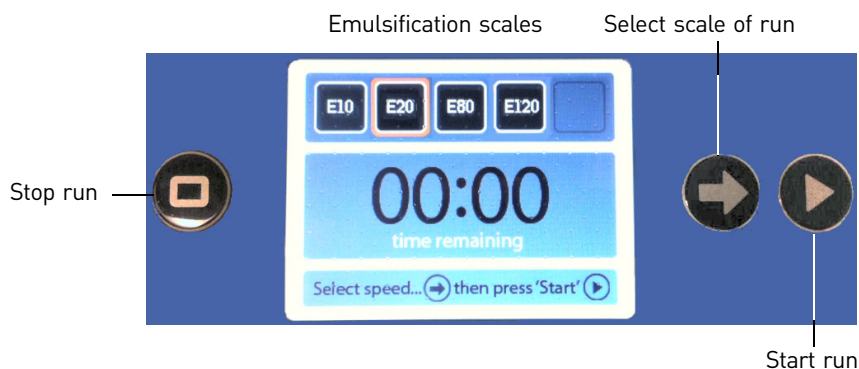 Emulsification scales
Select scale of run
E10 E20 E80 E120
Stop run
00:00
time remaining
Select speed... then press 'Start'
Start run